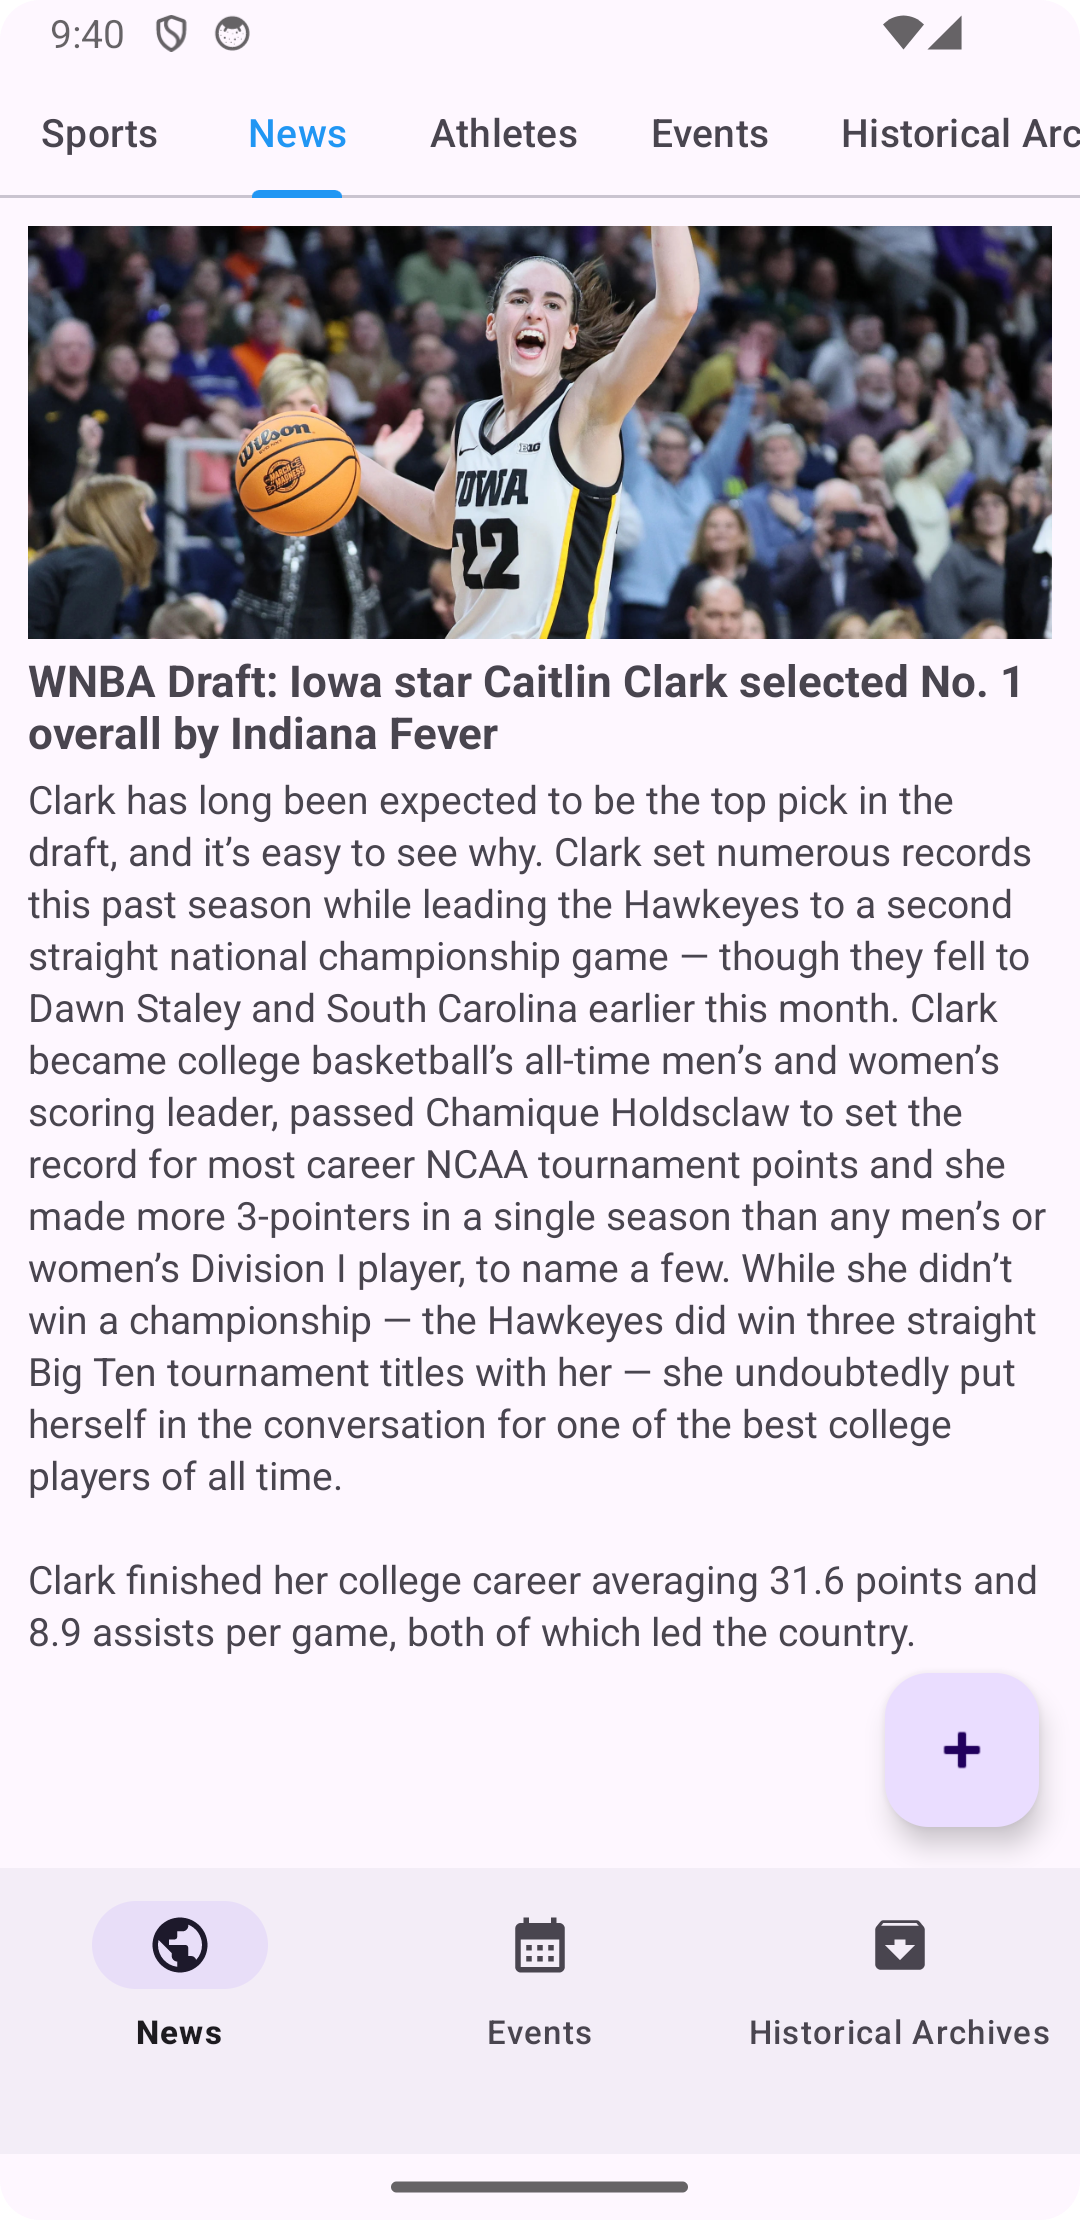 9:40
Sports News Athletes Events Historical Arc
Wilson
MARCH
MADNESS
B1G
IOWA
22
WNBA Draft: Iowa star Caitlin Clark selected No. 1
overall by Indiana Fever
Clark has long been expected to be the top pick in the
draft, and it’s easy to see why. Clark set numerous records
this past season while leading the Hawkeyes to a second
straight national championship game — though they fell to
Dawn Staley and South Carolina earlier this month. Clark
became college basketball’s all-time men’s and women’s
scoring leader, passed Chamique Holdsclaw to set the
record for most career NCAA tournament points and she
made more 3-pointers in a single season than any men’s or
women’s Division I player, to name a few. While she didn’t
win a championship — the Hawkeyes did win three straight
Big Ten tournament titles with her — she undoubtedly put
herself in the conversation for one of the best college
players of all time.
Clark finished her college career averaging 31.6 points and
8.9 assists per game, both of which led the country.
News Events Historical Archives